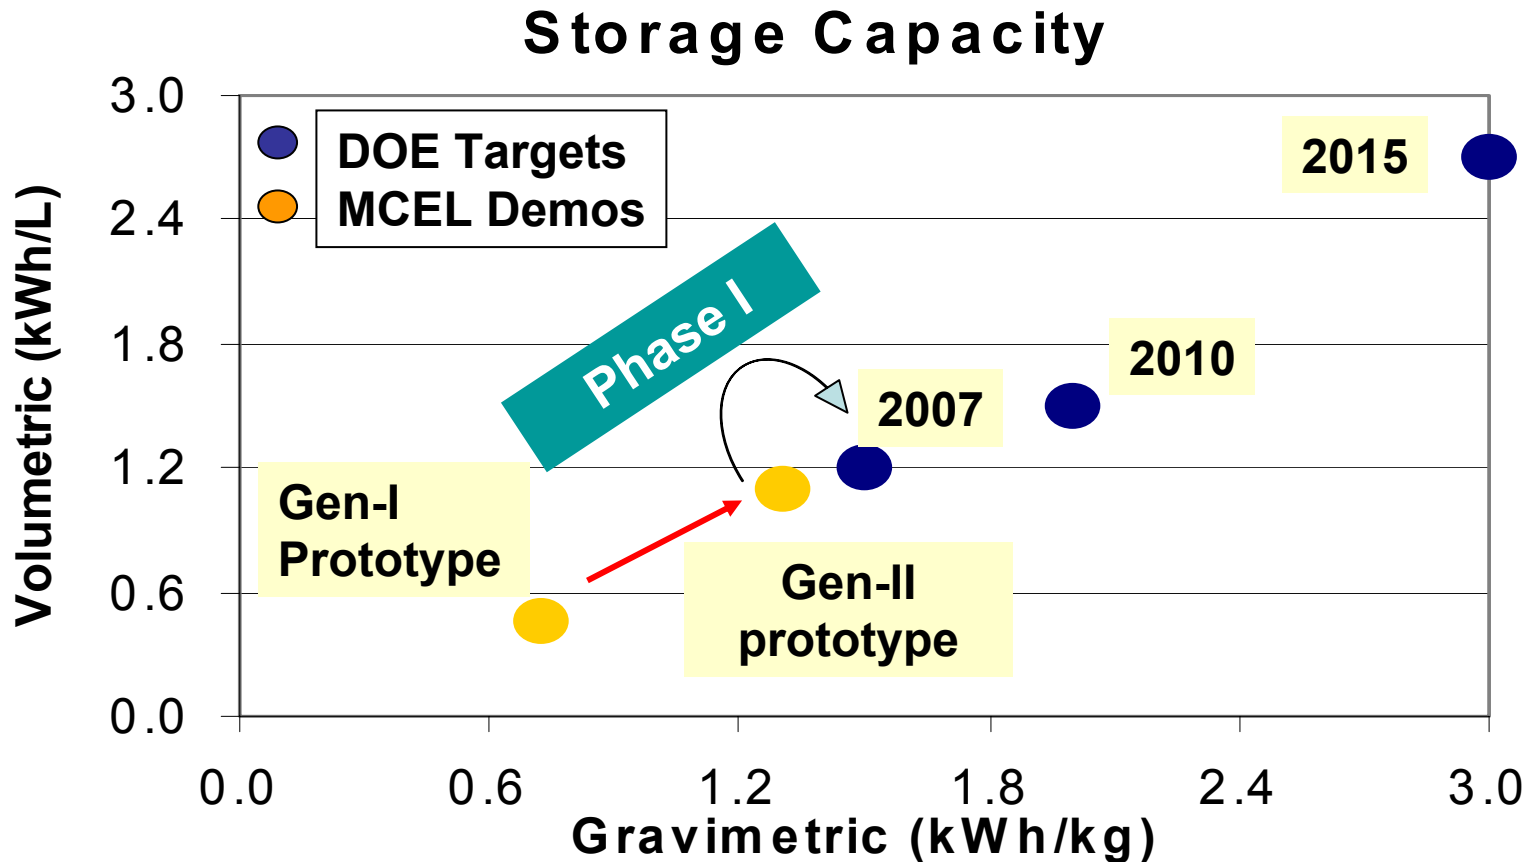 Storage Capacity
Volumetric (kWh/L)
3.0
2.4
1.8
1.2
0.6
0.0
DOE Targets
MCEL Demos
2015
Phase I
2010
2007
Gen-I
Prototype
Gen-II
prototype
0.0 0.6 1.2 1.8 2.4 3.0
Gravimetric (kWh/kg)